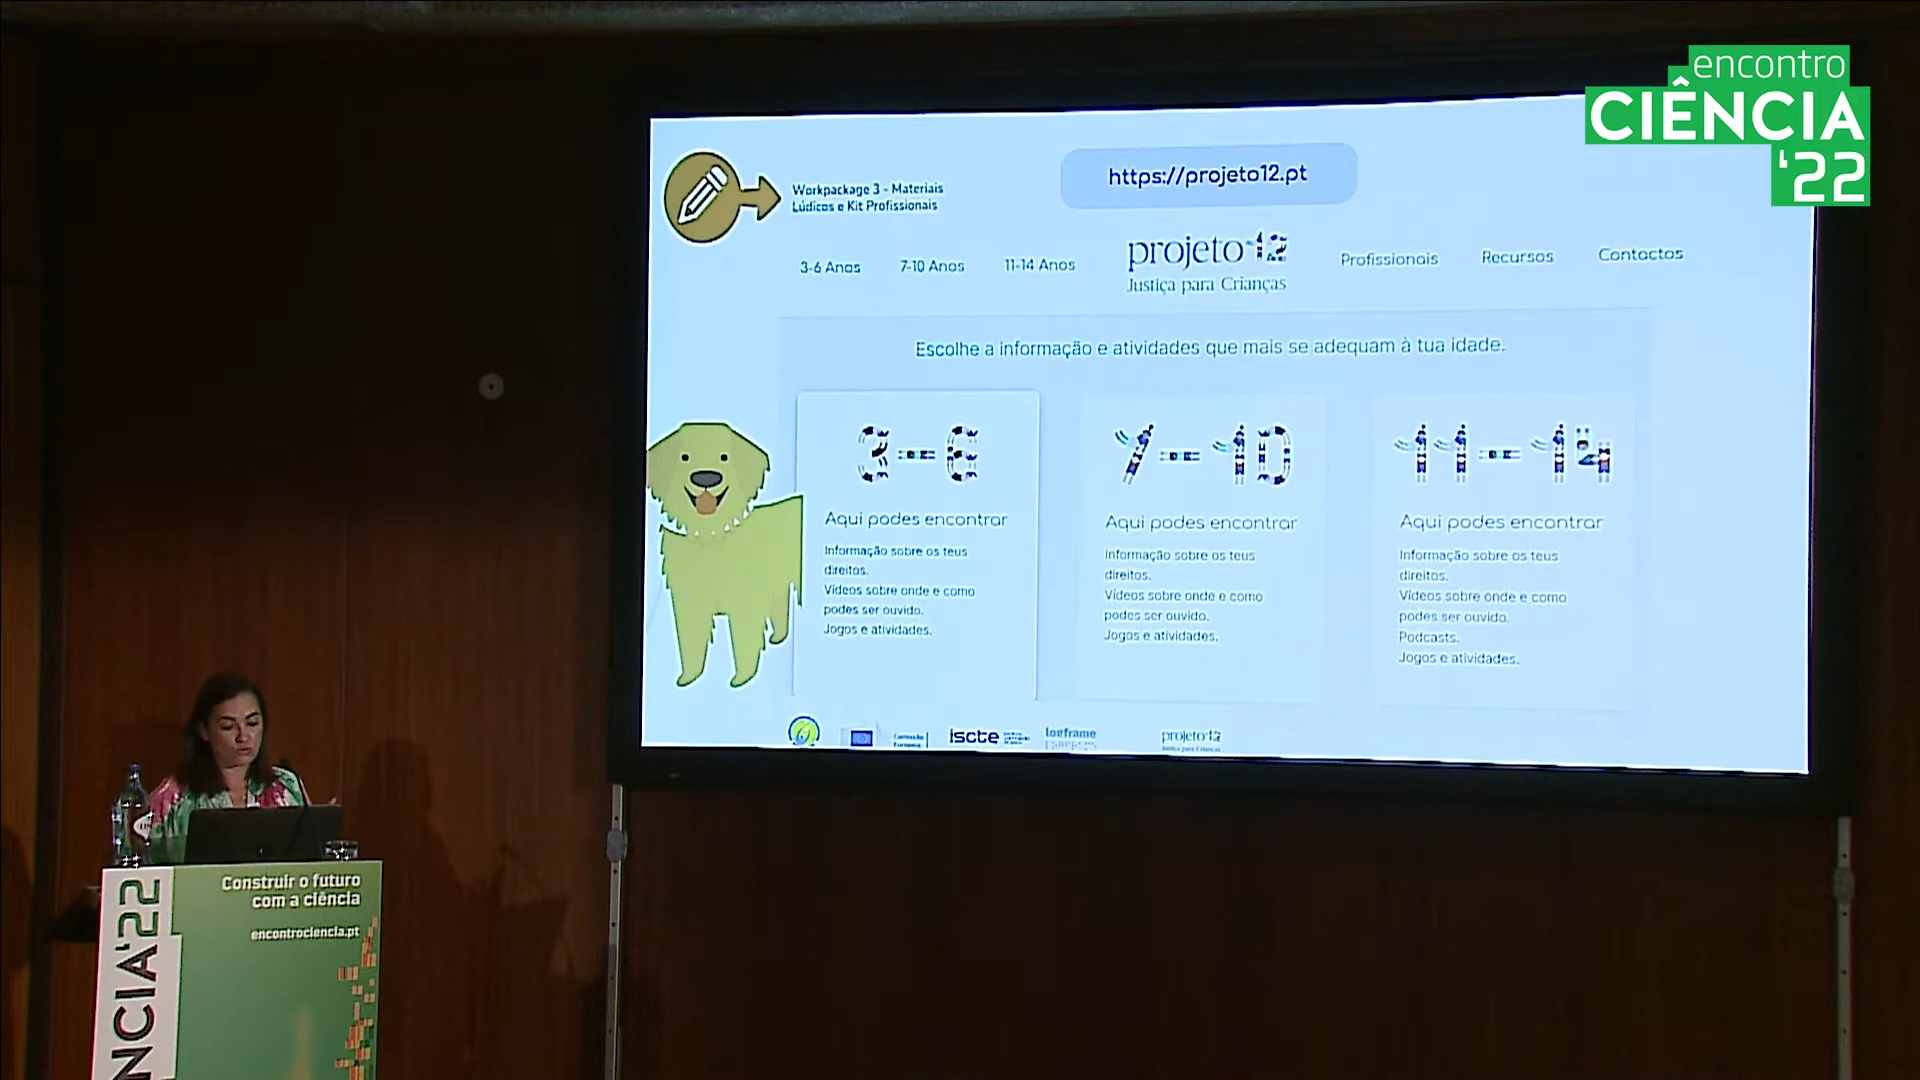 encontro
CIÊNCIA
'22
https://projeto12.pt
Workpackage 3 - Materiais
Lúdicos e Kit Profissionais
3-6 Anos
7-10 Anos
11-14 Anos
projeto12
Justiça para Crianças
Profissionais
Recursos
Contactos
Escolhe a informação e atividades que mais se adequam à tua idade.
3-6
Aqui podes encontrar
Informação sobre os teus
direitos.
Vídeos sobre onde e como
podes ser ouvido.
Jogos e atividades.
7-10
Aqui podes encontrar
Informação sobre os teus
direitos.
Vídeos sobre onde e como
podes ser ouvido.
Jogos e atividades.
11-14
Aqui podes encontrar
Informação sobre os teus
direitos.
Vídeos sobre onde e como
podes ser ouvido.
Podcasts.
Jogos e atividades.
iscte
logframe
projeto12
Construir o futuro
com a ciência
encontrociencia.pt
NCIA'22